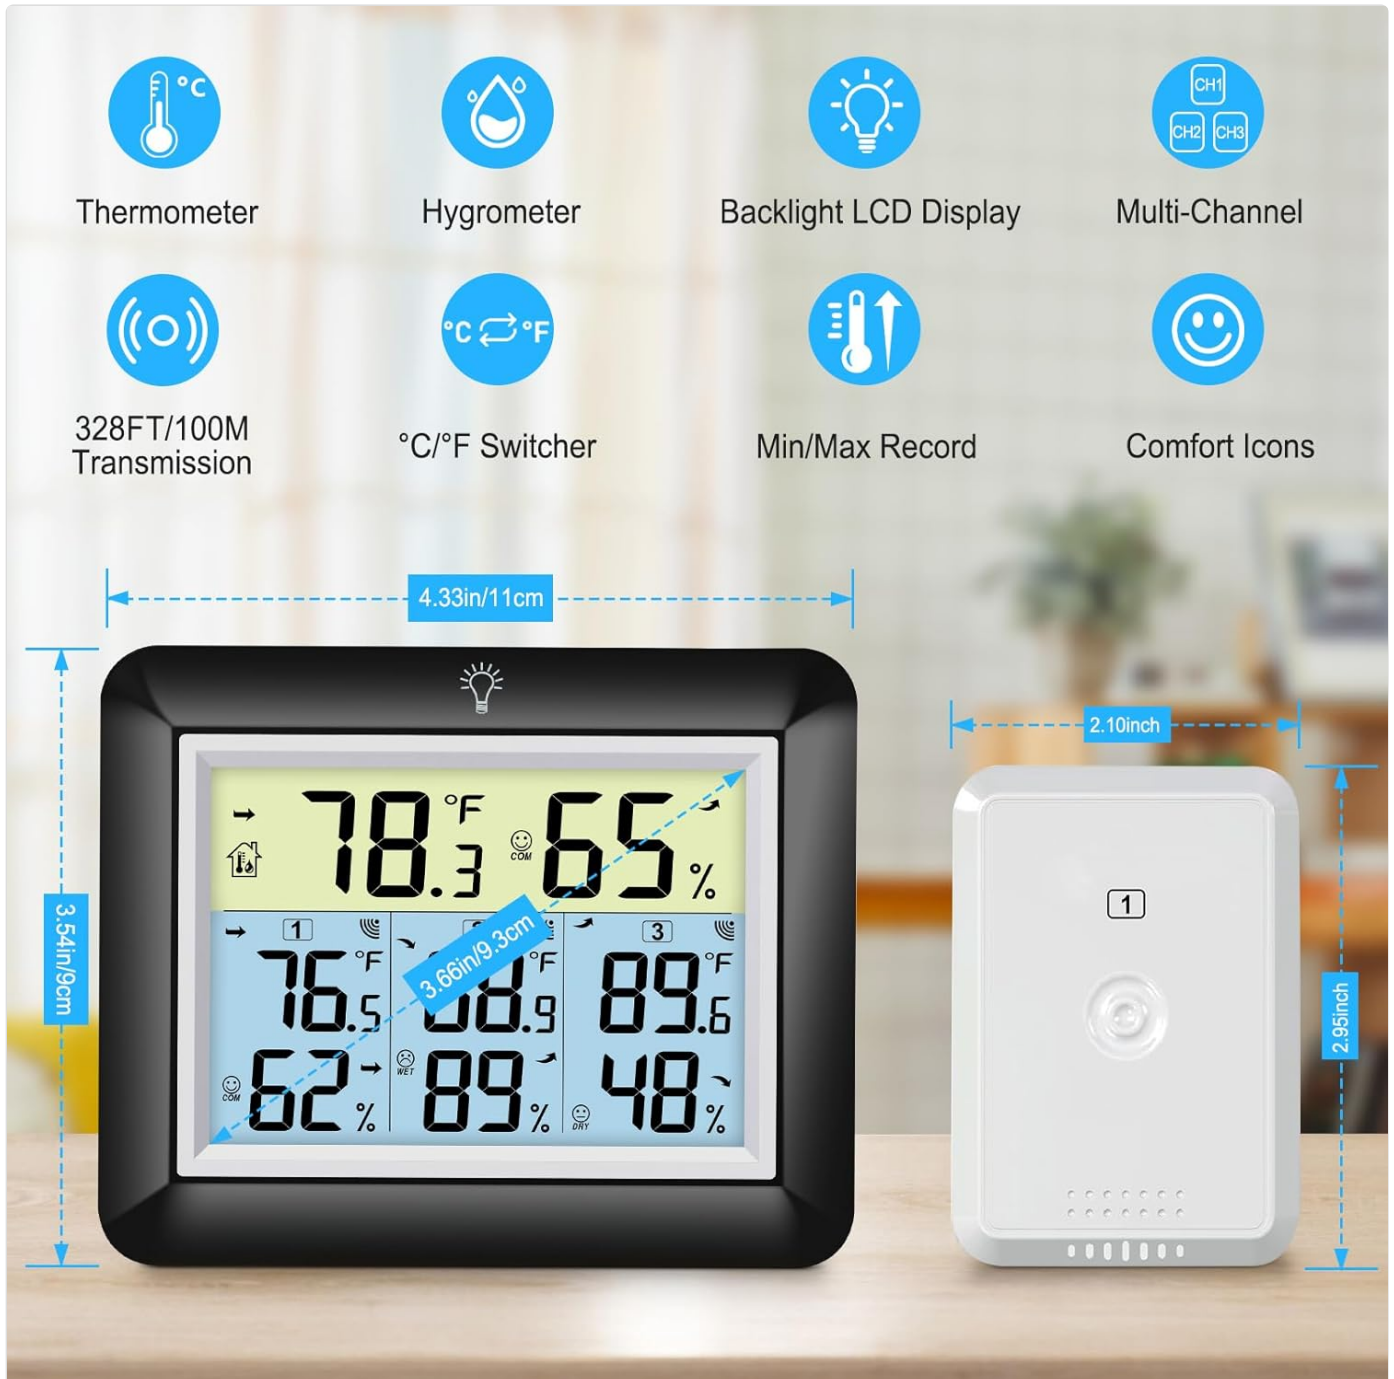 °C
CH1
CH2 CH3
Thermometer
Hygrometer
Backlight LCD Display
Multi-Channel
°C °F
328FT/100M
Transmission
°C/°F Switcher
Min/Max Record
Comfort Icons
4.33in/11cm
3.54in/9cm
78.3 °F
COM
65 %
1
76.5 °F
COM
62 %
3.66in/9.3cm
°F
WET
89 %
3
89.6 °F
DRY
48 %
2.10inch
1
2.95inch